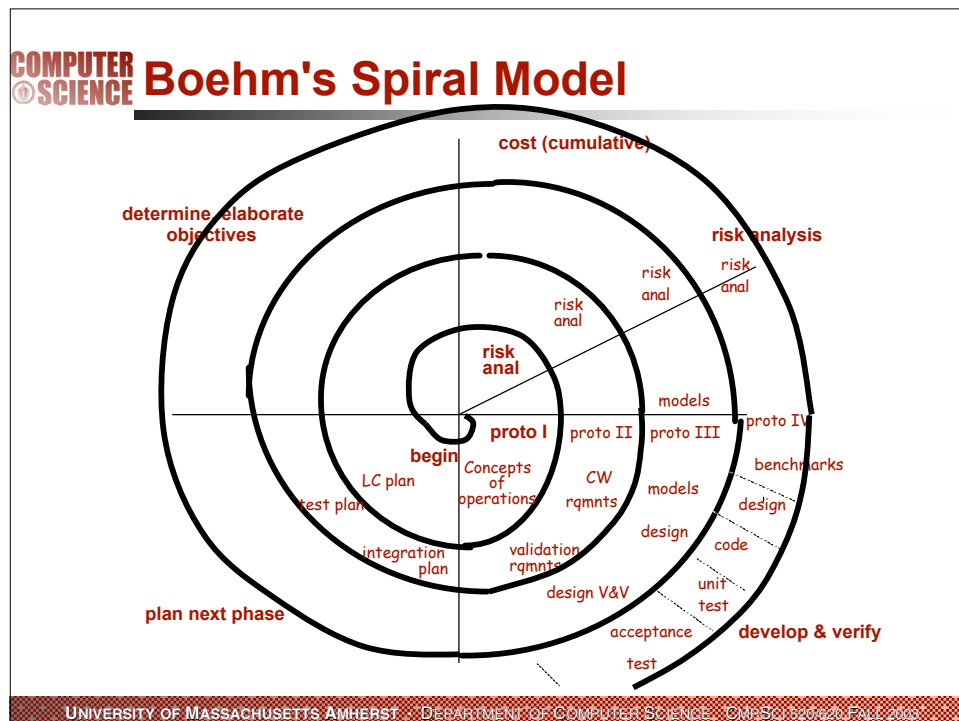 COMPUTER
SCIENCE
Boehm's Spiral Model
cost (cumulative)
determine, elaborate
objectives
risk analysis
risk
anal
risk
anal
risk
anal
risk
anal
models
proto I
proto II
proto III
proto IV
begin
LC plan
Concepts
of
operations
CW
rqmnts
models
benchmarks
test plan
design
design
code
integration
plan
validation
rqmnts
design V&V
unit
test
plan next phase
acceptance
test
develop & verify
UNIVERSITY OF MASSACHUSETTS AMHERST · DEPARTMENT OF COMPUTER SCIENCE · CMPSCI 520/620 FALL